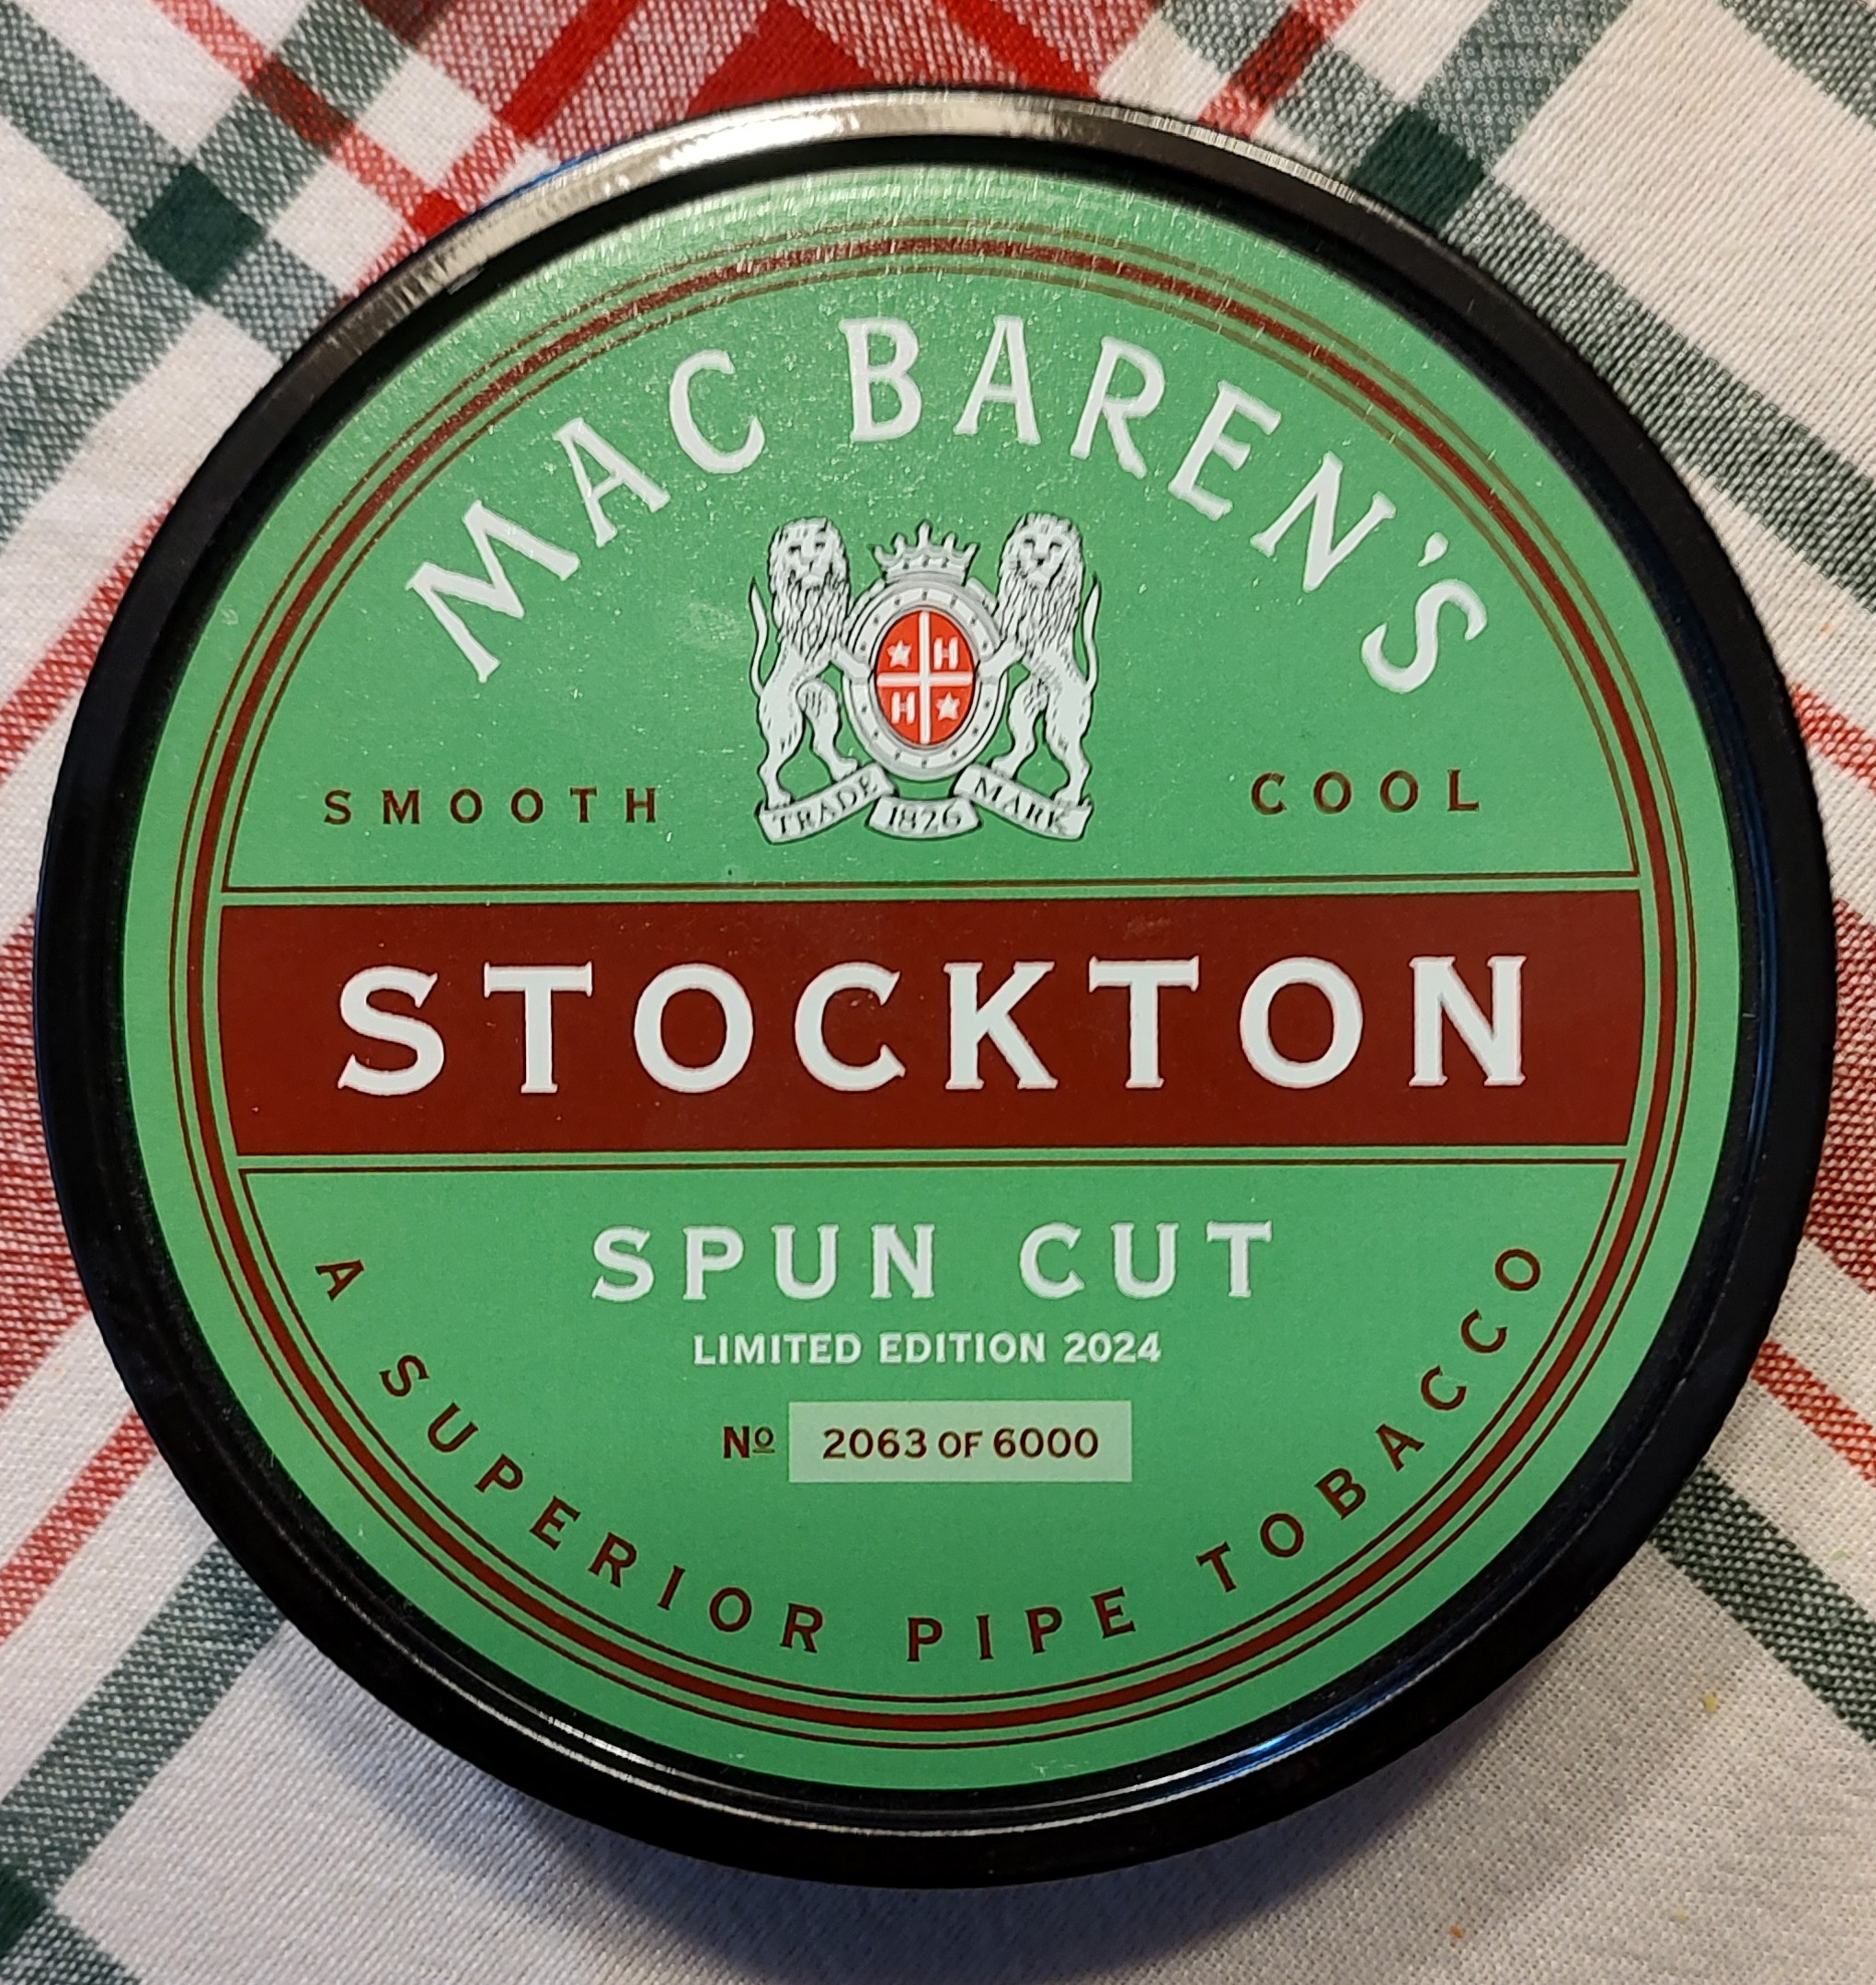 MAC BAREN'S
H
H
TRADE 1826 MARK
SMOOTH COOL
STOCKTON
SPUN CUT
LIMITED EDITION 2024
Nº 2063 OF 6000
A SUPERIOR PIPE TOBACCO